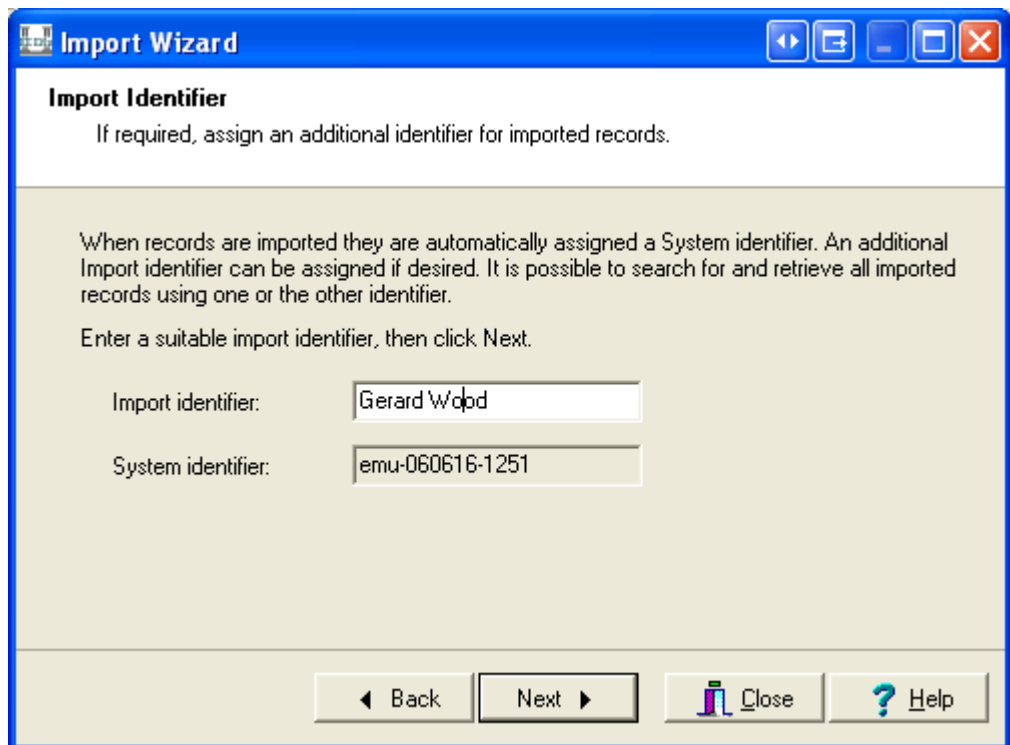 Import Wizard
Import Identifier
If required, assign an additional identifier for imported records.
When records are imported they are automatically assigned a System identifier. An additional
Import identifier can be assigned if desired. It is possible to search for and retrieve all imported
records using one or the other identifier.
Enter a suitable import identifier, then click Next.
Import identifier: Gerard Wood
System identifier: emu-060616-1251
Back Next Close Help